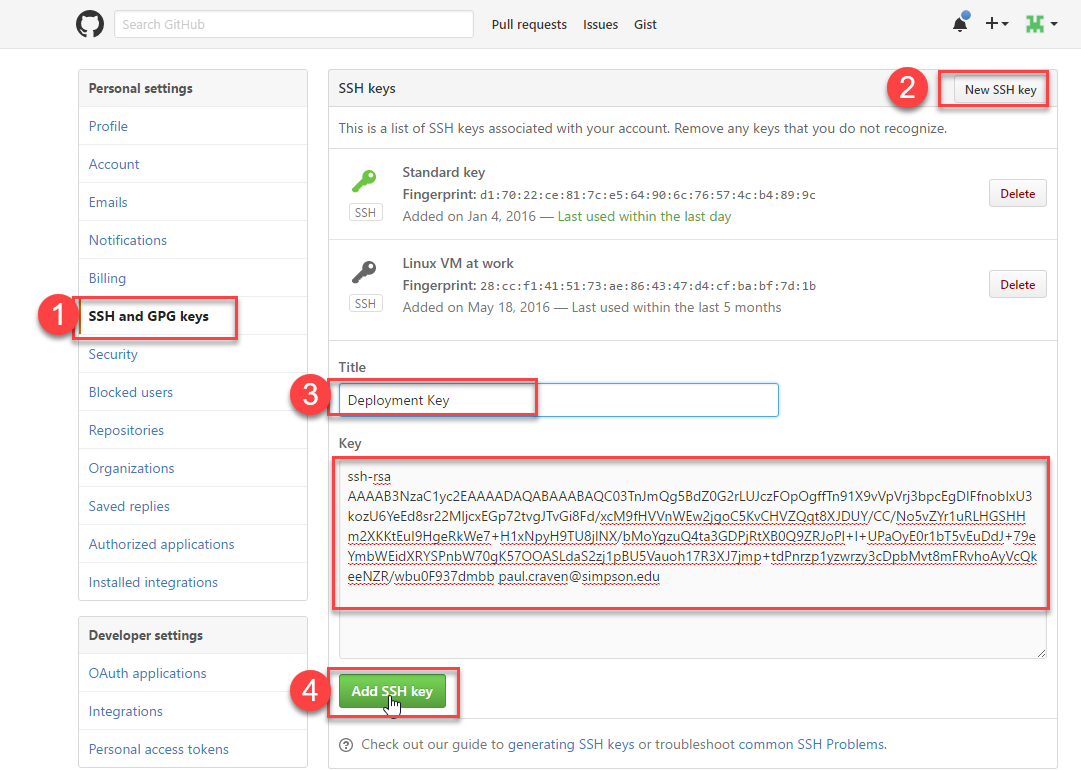 Search GitHub
Pull requests Issues Gist
Personal settings
Profile
Account
Emails
Notifications
Billing
1 SSH and GPG keys
Security
Blocked users
Repositories
Organizations
Saved replies
Authorized applications
Installed integrations
Developer settings
OAuth applications
Integrations
Personal access tokens
SSH keys
2 New SSH key
This is a list of SSH keys associated with your account. Remove any keys that you do not recognize.
Standard key
Fingerprint: d1:70:22:ce:81:7c:e5:64:90:6c:76:57:4c:b4:89:9c
SSH Added on Jan 4, 2016 — Last used within the last day
Delete
Linux VM at work
Fingerprint: 28:cc:f1:41:51:73:ae:86:43:47:d4:cf:ba:bf:7d:1b
SSH Added on May 18, 2016 — Last used within the last 5 months
Delete
Title
3 Deployment Key
Key
ssh-rsa
AAAAB3NzaC1yc2EAAAADAQABAAABAQC03TnJmQg5BdZ0G2rLUJczFOpOgffTn91X9vVpVrj3bpcEgDIFfnobIxU3
kozU6YeEd8sr22MIjcxEGp72tvgJTvGi8Fd/xcM9fHVVnWEw2jgoC5KvCHVZQqt8XJDUY/CC/No5vZYr1uRLHGSHH
m2XKKtEuI9HgeRkWe7+H1xNpyH9TU8jINX/bMoYgzuQ4ta3GDPjRtXB0Q9ZRJoPI+I+UPaOyE0r1bT5vEuDdJ+79e
YmbWEidXRYSPnbW70gK57OOASLdaS2zj1pBU5Vauoh17R3XJ7jmp+tdPnrzp1yzwrzy3cDpbMvt8mFRvhoAyVcQk
eeNZR/wbu0F937dmbb paul.craven@simpson.edu
4 Add SSH key
Check out our guide to generating SSH keys or troubleshoot common SSH Problems.